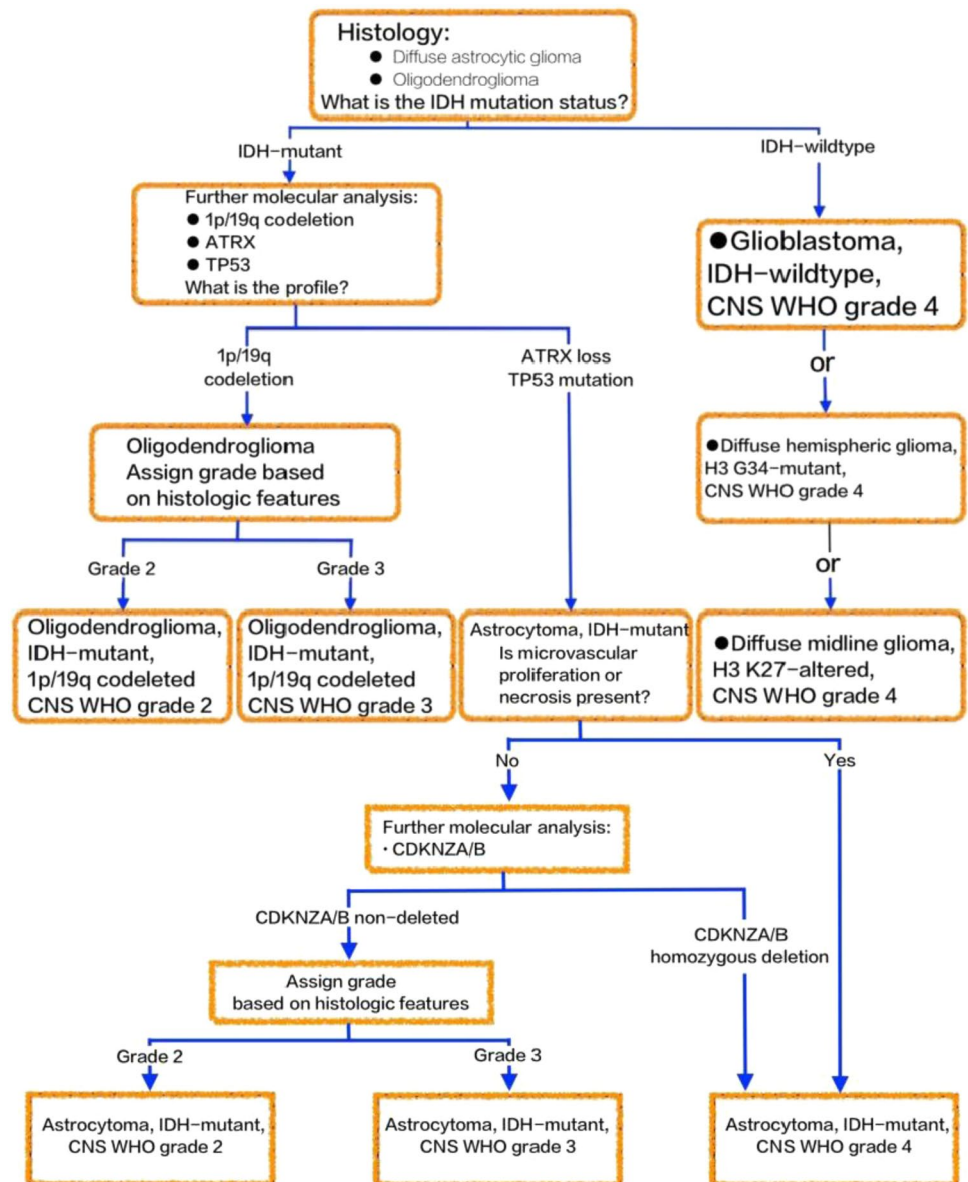 Histology:
● Diffuse astrocytic glioma
● Oligodendroglioma
What is the IDH mutation status?
IDH-mutant
IDH-wildtype
Further molecular analysis:
● 1p/19q codeletion
● ATRX
● TP53
What is the profile?
●Glioblastoma,
IDH-wildtype,
CNS WHO grade 4
1p/19q
codeletion
ATRX loss
TP53 mutation
or
Oligodendroglioma
Assign grade based
on histologic features
●Diffuse hemispheric glioma,
H3 G34-mutant,
CNS WHO grade 4
Grade 2
Grade 3
or
Oligodendroglioma,
IDH-mutant,
1p/19q codeleted
CNS WHO grade 2
Oligodendroglioma,
IDH-mutant,
1p/19q codeleted
CNS WHO grade 3
Astrocytoma, IDH-mutant
Is microvascular
proliferation or
necrosis present?
●Diffuse midline glioma,
H3 K27-altered,
CNS WHO grade 4
No
Yes
Further molecular analysis:
· CDKNZA/B
CDKNZA/B non-deleted
CDKNZA/B
homozygous deletion
Assign grade
based on histologic features
Grade 2
Grade 3
Astrocytoma, IDH-mutant,
CNS WHO grade 2
Astrocytoma, IDH-mutant,
CNS WHO grade 3
Astrocytoma, IDH-mutant,
CNS WHO grade 4